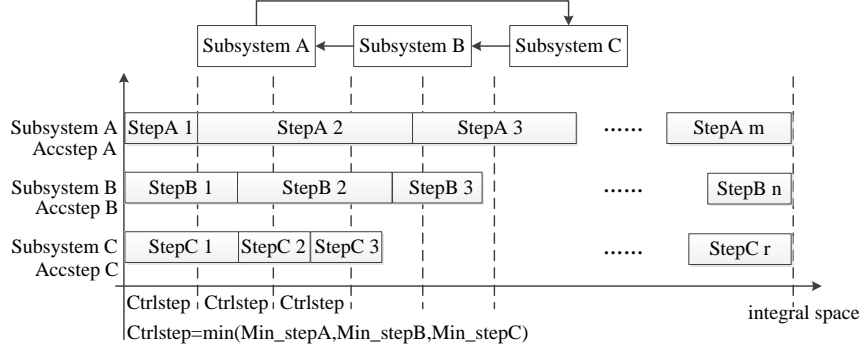 Subsystem A Subsystem B Subsystem C
Subsystem A
Accstep A
StepA 1 StepA 2 StepA 3 ...... StepA m
Subsystem B
Accstep B
StepB 1 StepB 2 StepB 3 ...... StepB n
Subsystem C
Accstep C
StepC 1 StepC 2 StepC 3 ...... StepC r
Ctrlstep Ctrlstep Ctrlstep
integral space
Ctrlstep=min(Min_stepA,Min_stepB,Min_stepC)